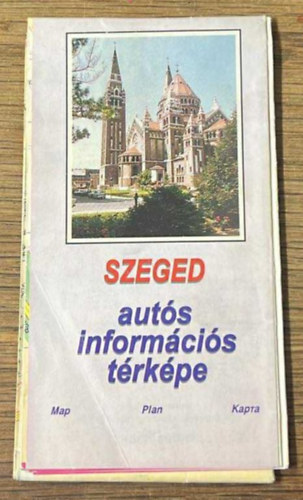 SZEGED
autós
információs
térképe
Map Plan Карта